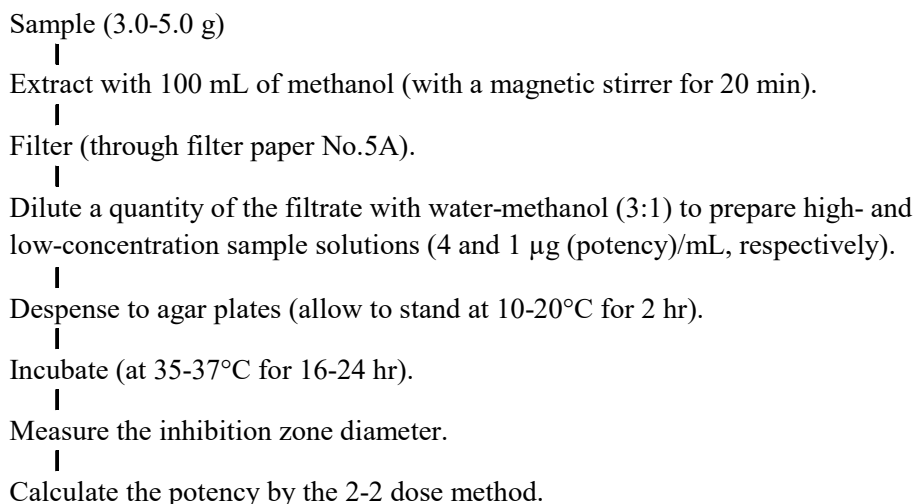 Sample (3.0-5.0 g)
Extract with 100 mL of methanol (with a magnetic stirrer for 20 min).
Filter (through filter paper No.5A).
Dilute a quantity of the filtrate with water-methanol (3:1) to prepare high- and
low-concentration sample solutions (4 and 1 µg (potency)/mL, respectively).
Despense to agar plates (allow to stand at 10-20°C for 2 hr).
Incubate (at 35-37°C for 16-24 hr).
Measure the inhibition zone diameter.
Calculate the potency by the 2-2 dose method.